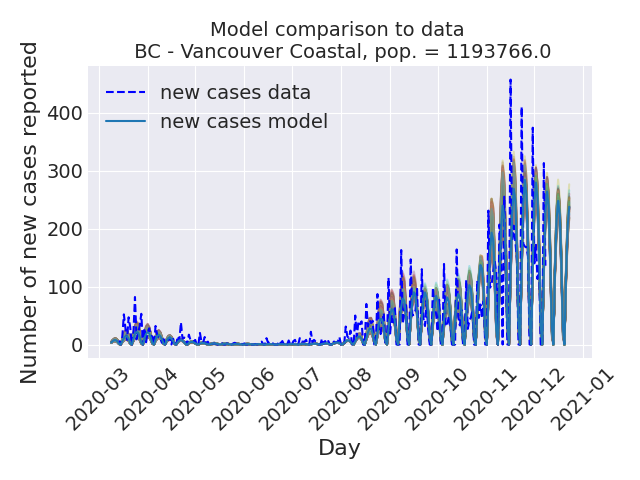 Model comparison to data
BC - Vancouver Coastal, pop. = 1193766.0
Number of new cases reported
400
300
200
100
0
new cases data
new cases model
2020-03
2020-04
2020-05
2020-06
2020-07
2020-08
2020-09
2020-10
2020-11
2020-12
2021-01
Day